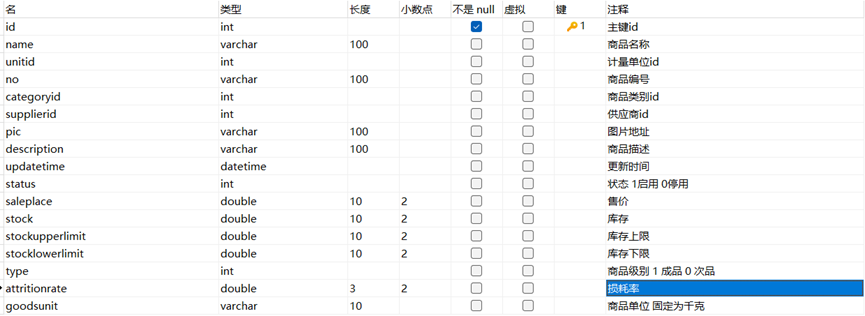 名 类型 长度 小数点 不是 null 虚拟 键 注释
id int 1 主键id
name varchar 100 商品名称
unitid int 计量单位id
no varchar 100 商品编号
categoryid int 商品类别id
supplierid int 供应商id
pic varchar 100 图片地址
description varchar 100 商品描述
updatetime datetime 更新时间
status int 状态 1启用 0停用
saleplace double 10 2 售价
stock double 10 2 库存
stockupperlimit double 10 2 库存上限
stocklowerlimit double 10 2 库存下限
type int 商品级别 1 成品 0 次品
attritionrate double 3 2 损耗率
goodsunit varchar 10 商品单位 固定为千克